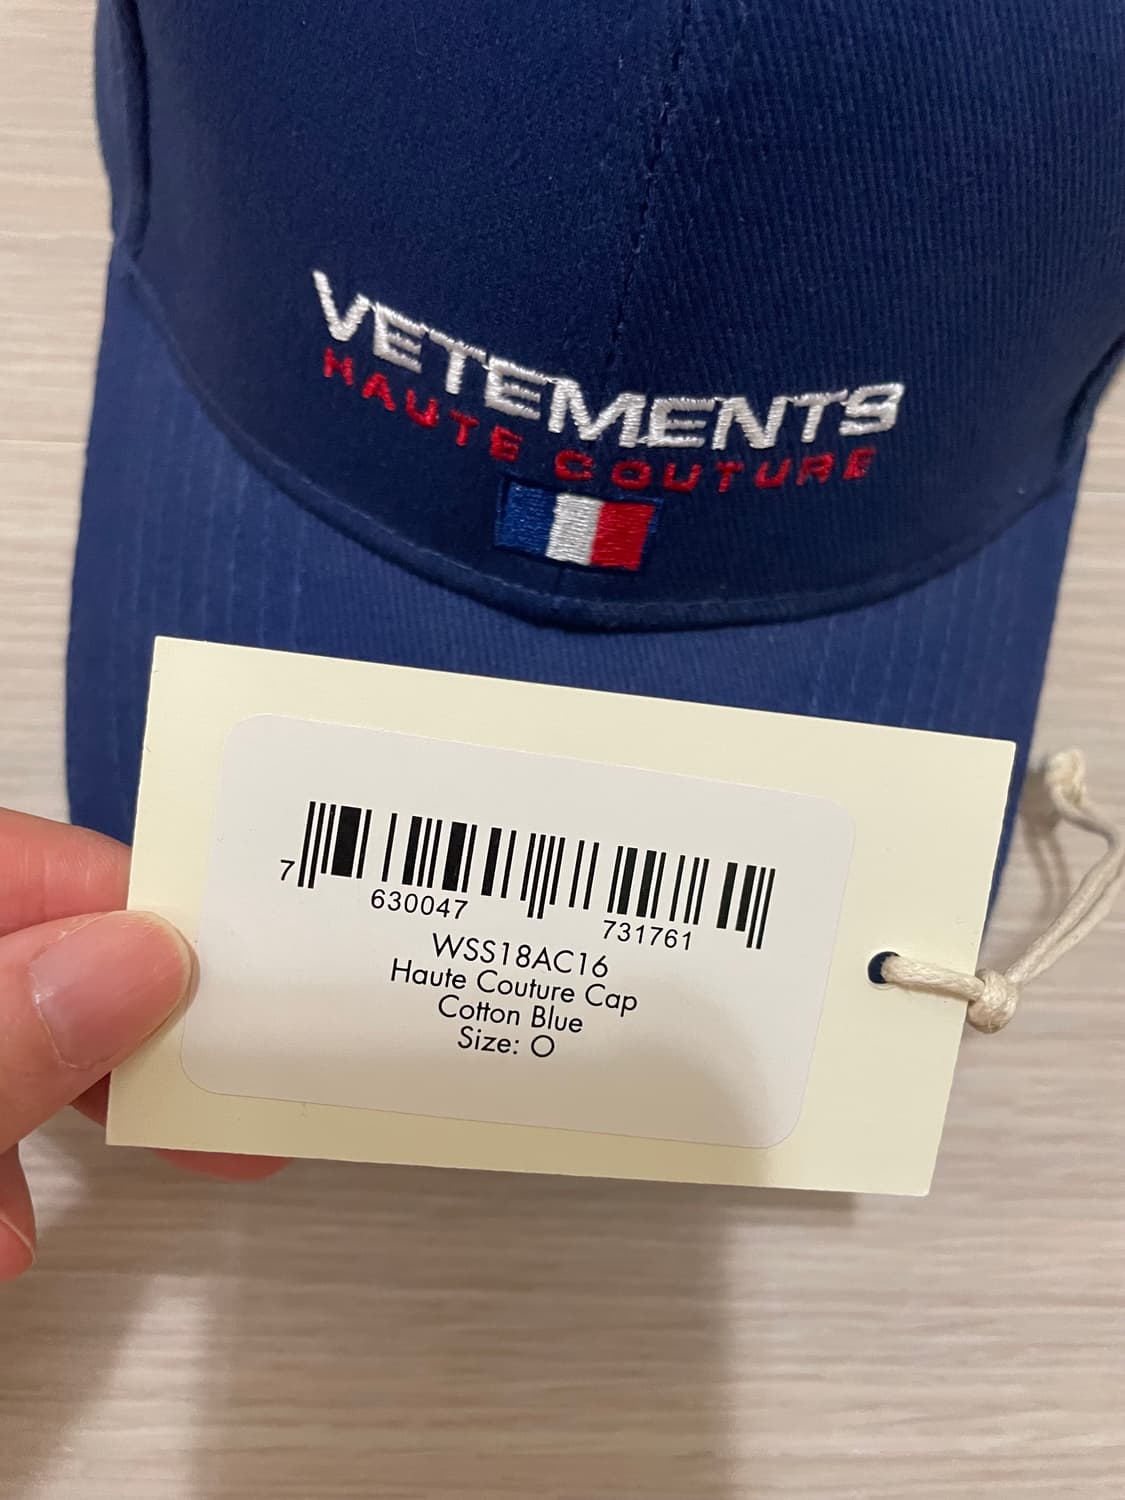 VETEMENTS
HAUTE COUTURE
7 630047 731761
WSS18AC16
Haute Couture Cap
Cotton Blue
Size: O